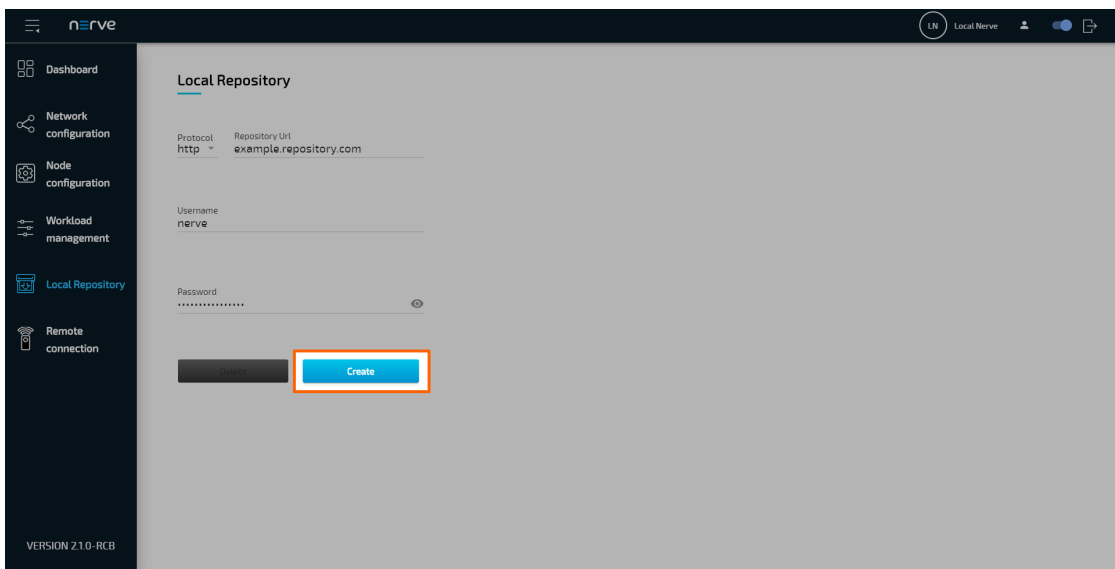 nerve
LN Local Nerve
Dashboard
Network
configuration
Node
configuration
Workload
management
Local Repository
Remote
connection
VERSION 2.1.0-RCB
Local Repository
Protocol Repository Url
http example.repository.com
Username
nerve
Password
................
Delete Create